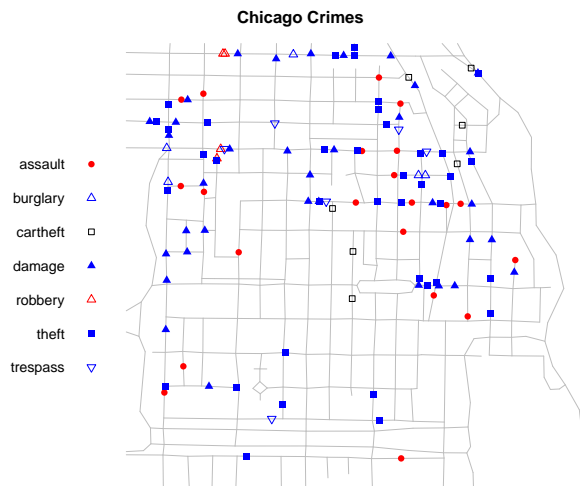 Chicago Crimes
assault
burglary
cartheft
damage
robbery
theft
trespass